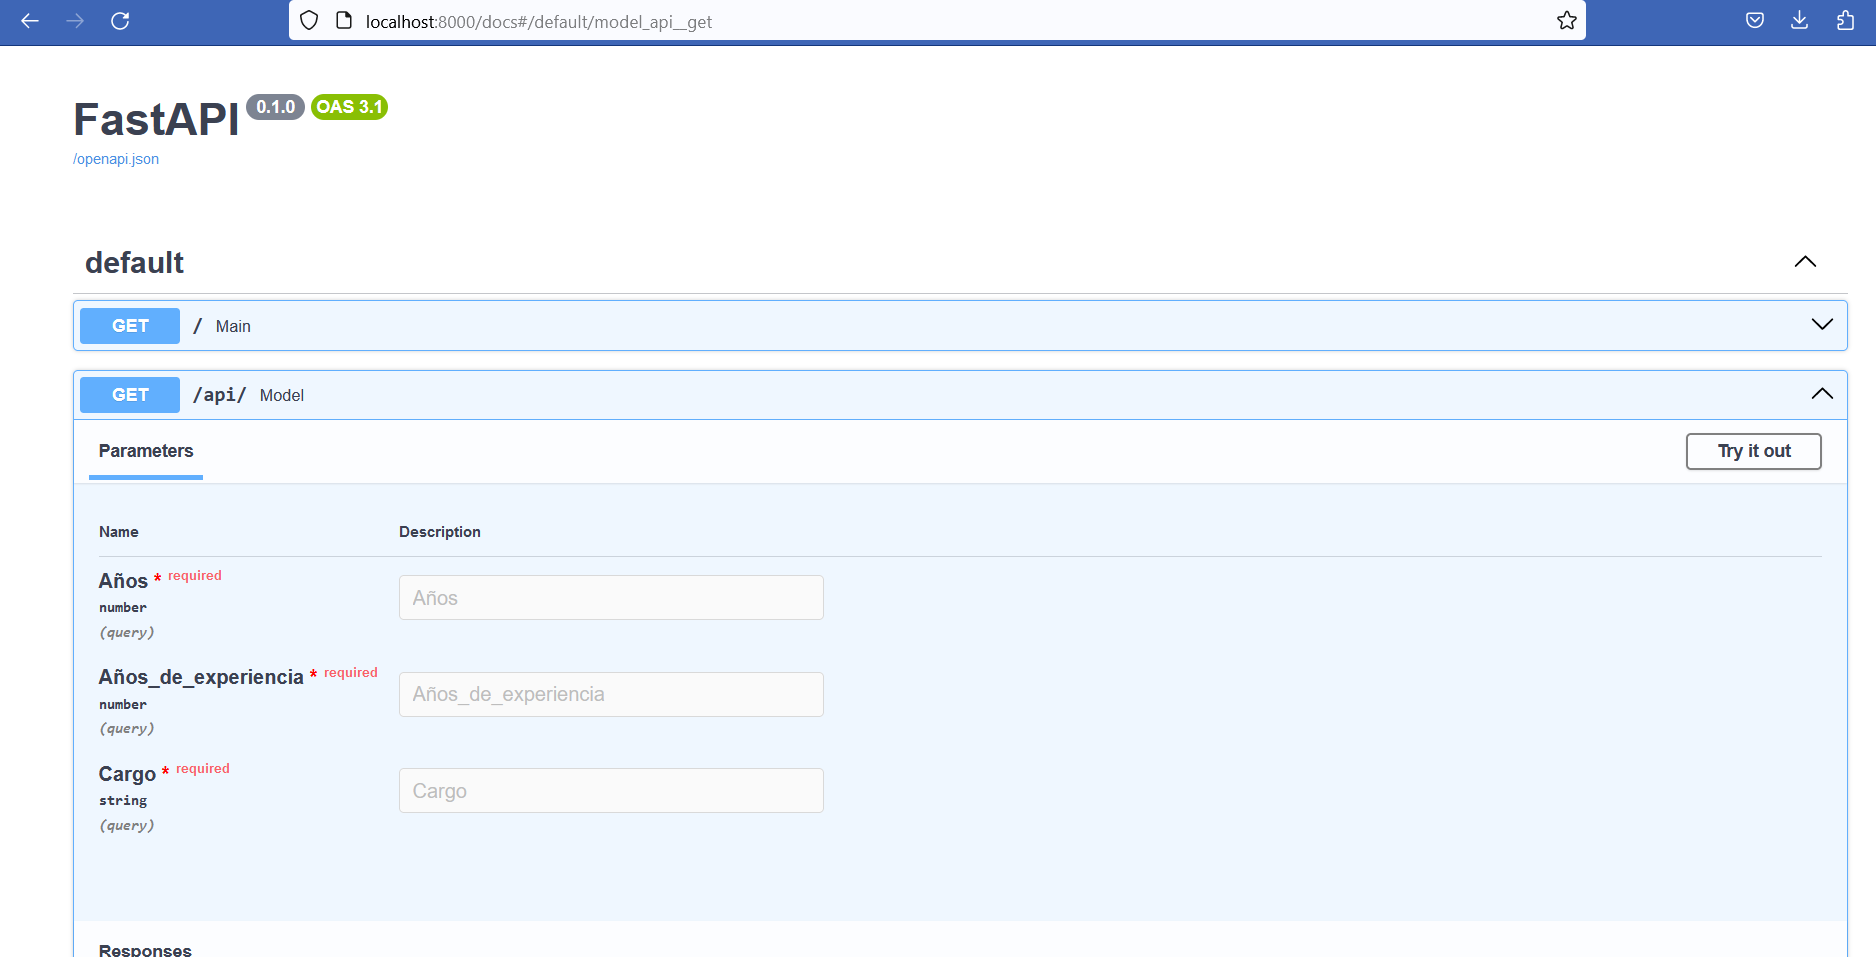 localhost:8000/docs#/default/model_api__get
FastAPI 0.1.0 OAS 3.1
/openapi.json
default
GET / Main
GET /api/ Model
Parameters
Try it out
Name Description
Años * required
number
(query)
Años
Años_de_experiencia * required
number
(query)
Años_de_experiencia
Cargo * required
string
(query)
Cargo
Responses